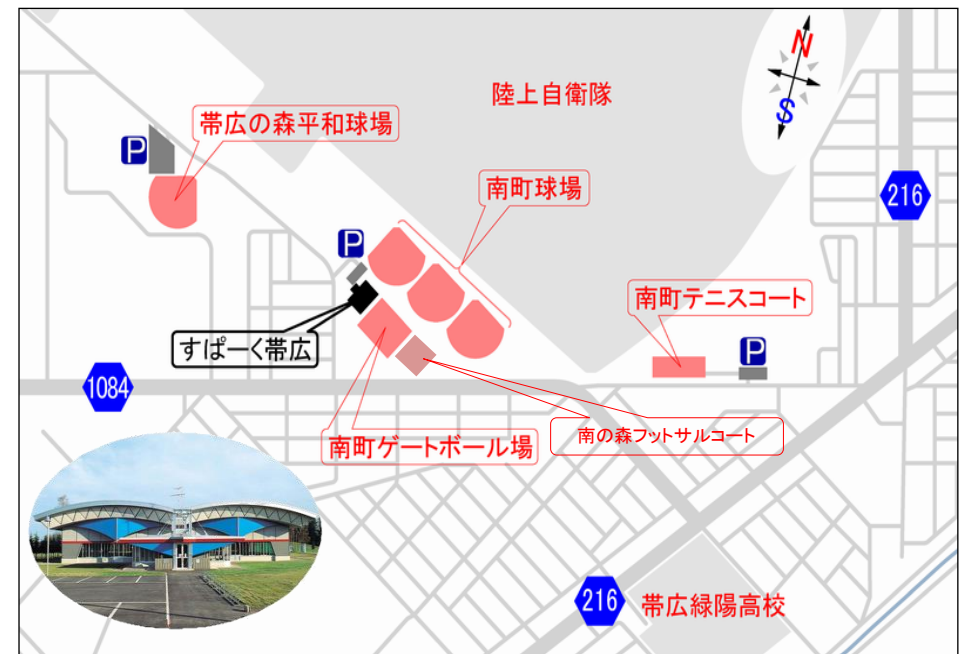 N
S
陸上自衛隊
帯広の森平和球場
P
南町球場
216
P
南町テニスコート
すぱーく帯広
P
1084
南の森フットサルコート
南町ゲートボール場
216
帯広緑陽高校